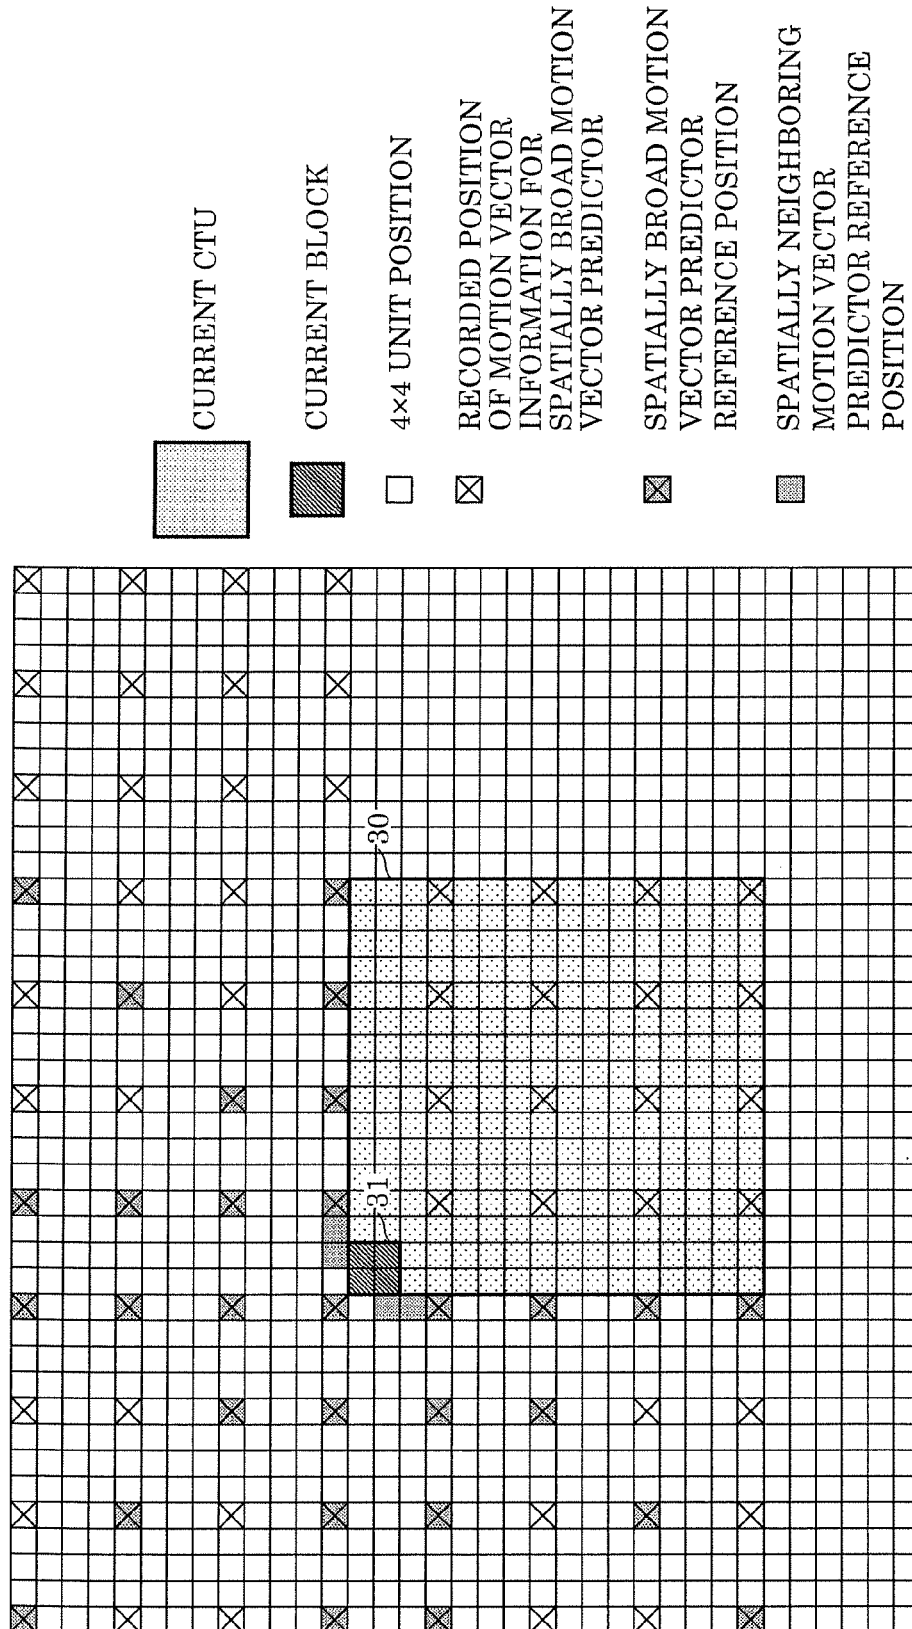 CURRENT CTU
CURRENT BLOCK
4×4 UNIT POSITION
RECORDED POSITION
OF MOTION VECTOR
INFORMATION FOR
SPATIALLY BROAD MOTION
VECTOR PREDICTOR
SPATIALLY BROAD MOTION
VECTOR PREDICTOR
REFERENCE POSITION
SPATIALLY NEIGHBORING
MOTION VECTOR
PREDICTOR REFERENCE
POSITION
30
31